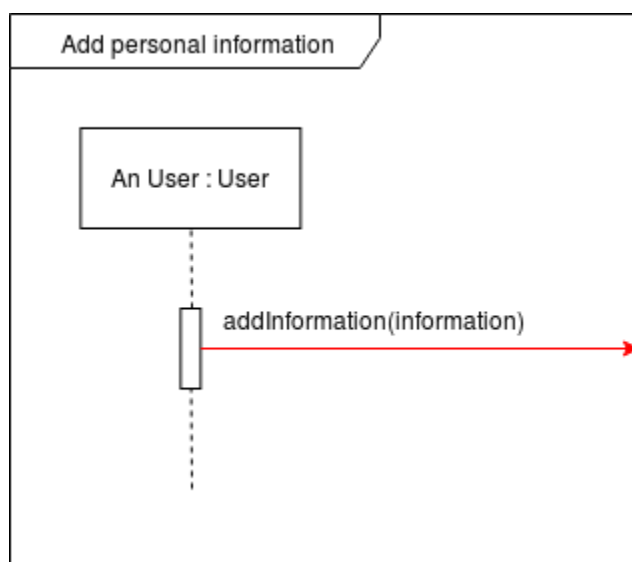 Add personal information
An User : User
addInformation(information)